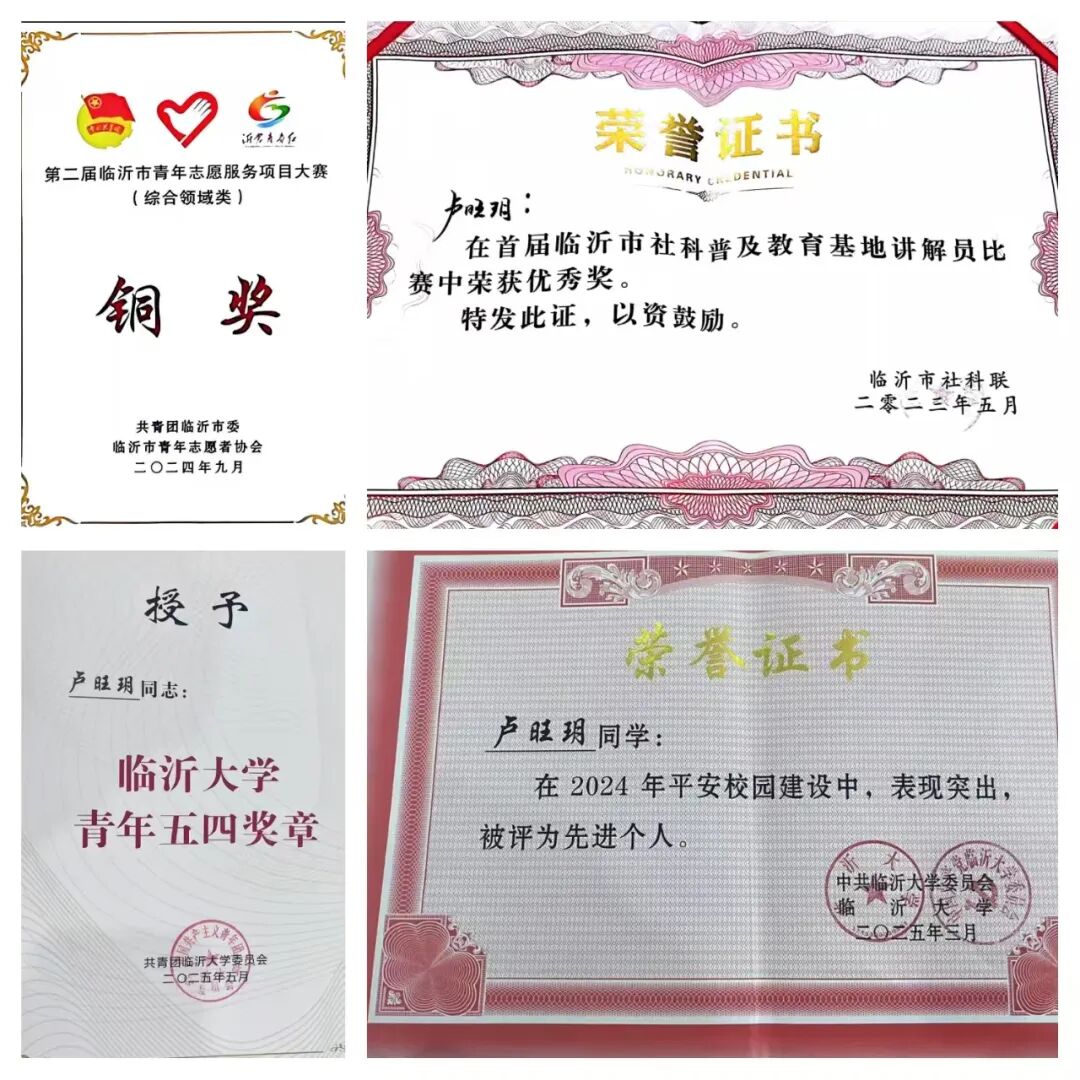 第二届临沂市青年志愿服务项目大赛
（综合领域类）
铜 奖
共青团临沂市委
临沂市青年志愿者协会
二〇二四年九月
荣誉证书
HONORARY CREDENTIAL
卢旺玥：
在首届临沂市社科普及教育基地讲解员比
赛中荣获优秀奖。
特发此证，以资鼓励。
临沂市社科联
二零二三年五月
授 予
卢旺玥同志：
临沂大学
青年五四奖章
共青团临沂大学委员会
二〇二五年五月
荣誉证书
卢旺玥同学：
在 2024 年平安校园建设中，表现突出，
被评为先进个人。
中共临沂大学委员会
临 沂 大 学
二〇二五年三月